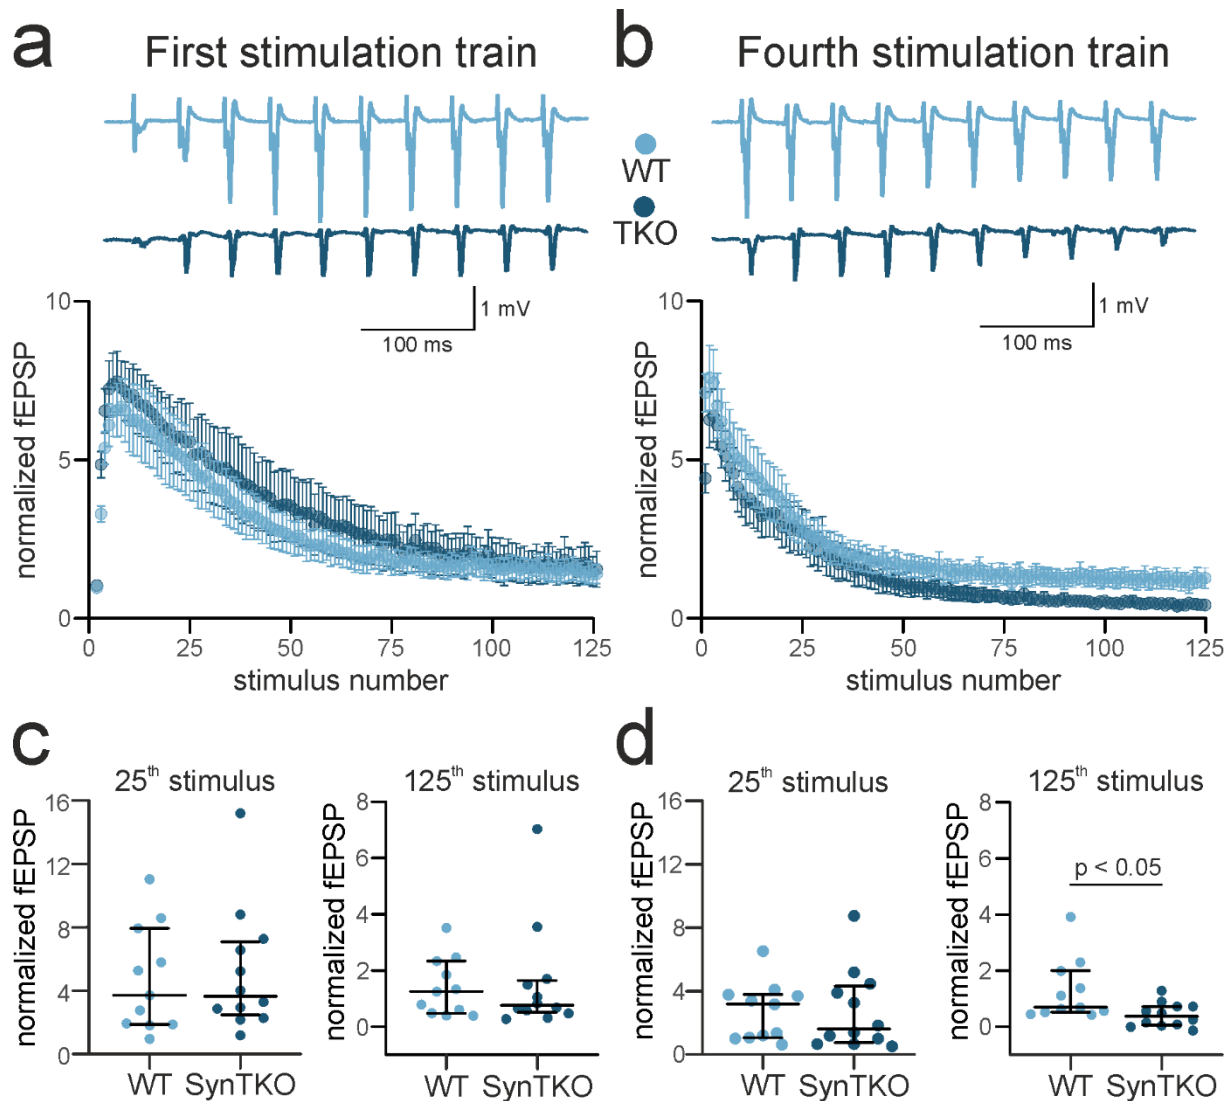 a First stimulation train
b Fourth stimulation train
WT
TKO
1 mV
100 ms
1 mV
100 ms
normalized fEPSP
10
5
0
0 25 50 75 100 125
stimulus number
normalized fEPSP
10
5
0
0 25 50 75 100 125
stimulus number
c
25th stimulus
normalized fEPSP
16
12
8
4
0
WT SynTKO
125th stimulus
normalized fEPSP
8
6
4
2
0
WT SynTKO
d
25th stimulus
normalized fEPSP
16
12
8
4
0
WT SynTKO
125th stimulus
normalized fEPSP
8
6
4
2
0
p < 0.05
WT SynTKO